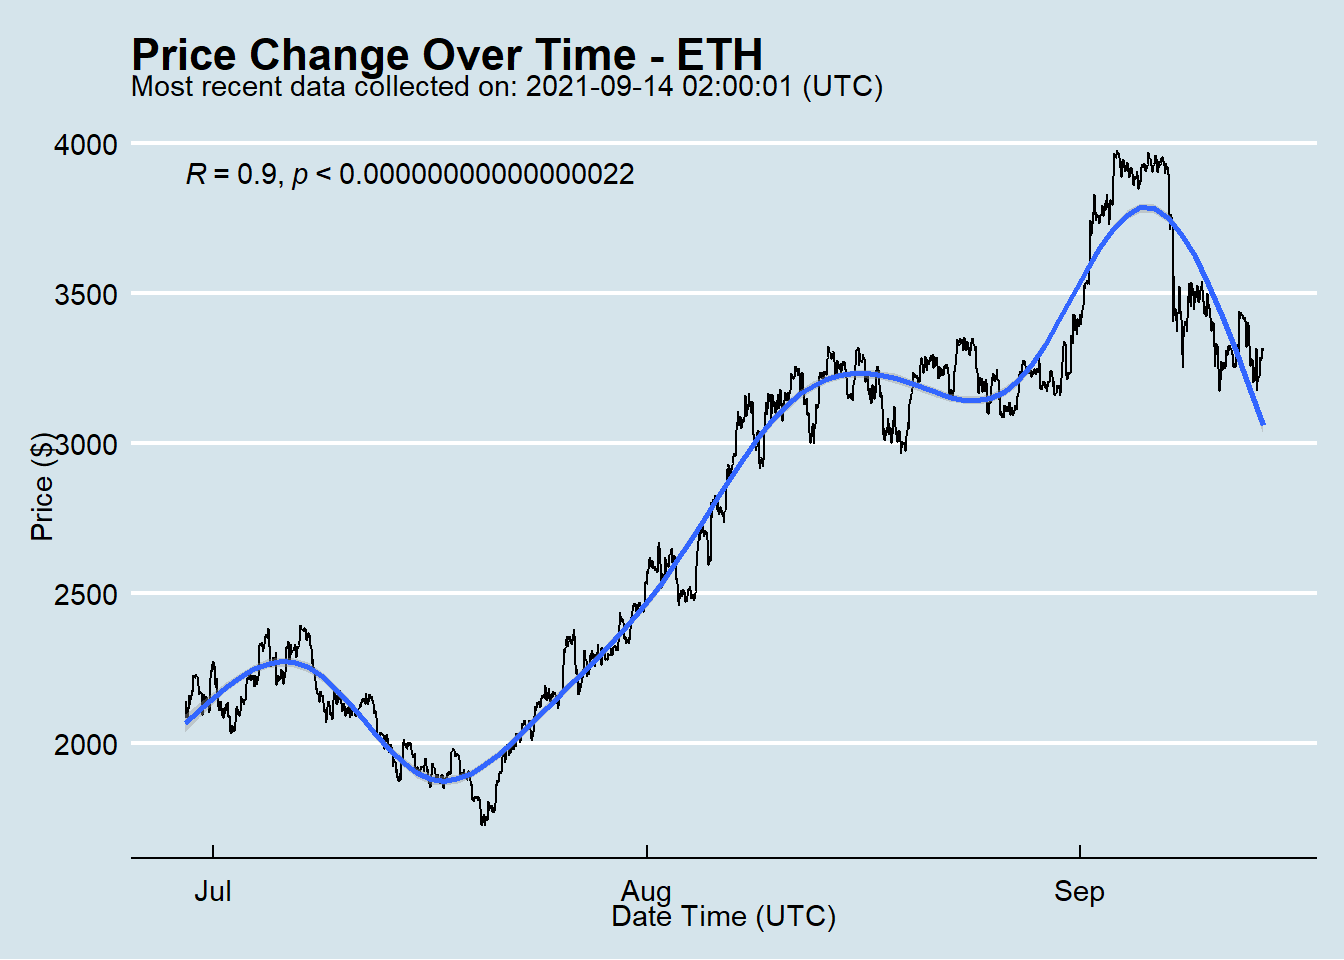 Price Change Over Time - ETH
Most recent data collected on: 2021-09-14 02:00:01 (UTC)
R = 0.9, p < 0.00000000000000022
4000
3500
3000
2500
2000
Price ($)
Jul
Aug
Sep
Date Time (UTC)